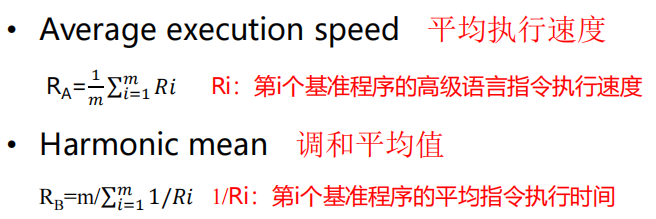 • Average execution speed 平均执行速度
R_A=\frac{1}{m}\sum_{i=1}^{m} Ri Ri：第i个基准程序的高级语言指令执行速度
• Harmonic mean 调和平均值
R_B=m/\sum_{i=1}^{m} 1/Ri 1/Ri：第i个基准程序的平均指令执行时间